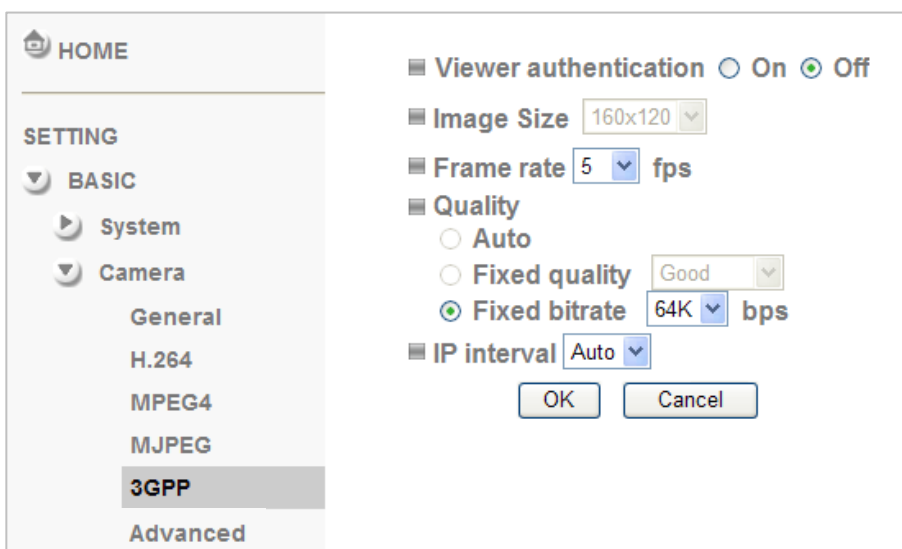 HOME
SETTING
BASIC
System
Camera
General
H.264
MPEG4
MJPEG
3GPP
Advanced
Viewer authentication On Off
Image Size 160x120
Frame rate 5 fps
Quality
Auto
Fixed quality Good
Fixed bitrate 64K bps
IP interval Auto
OK Cancel